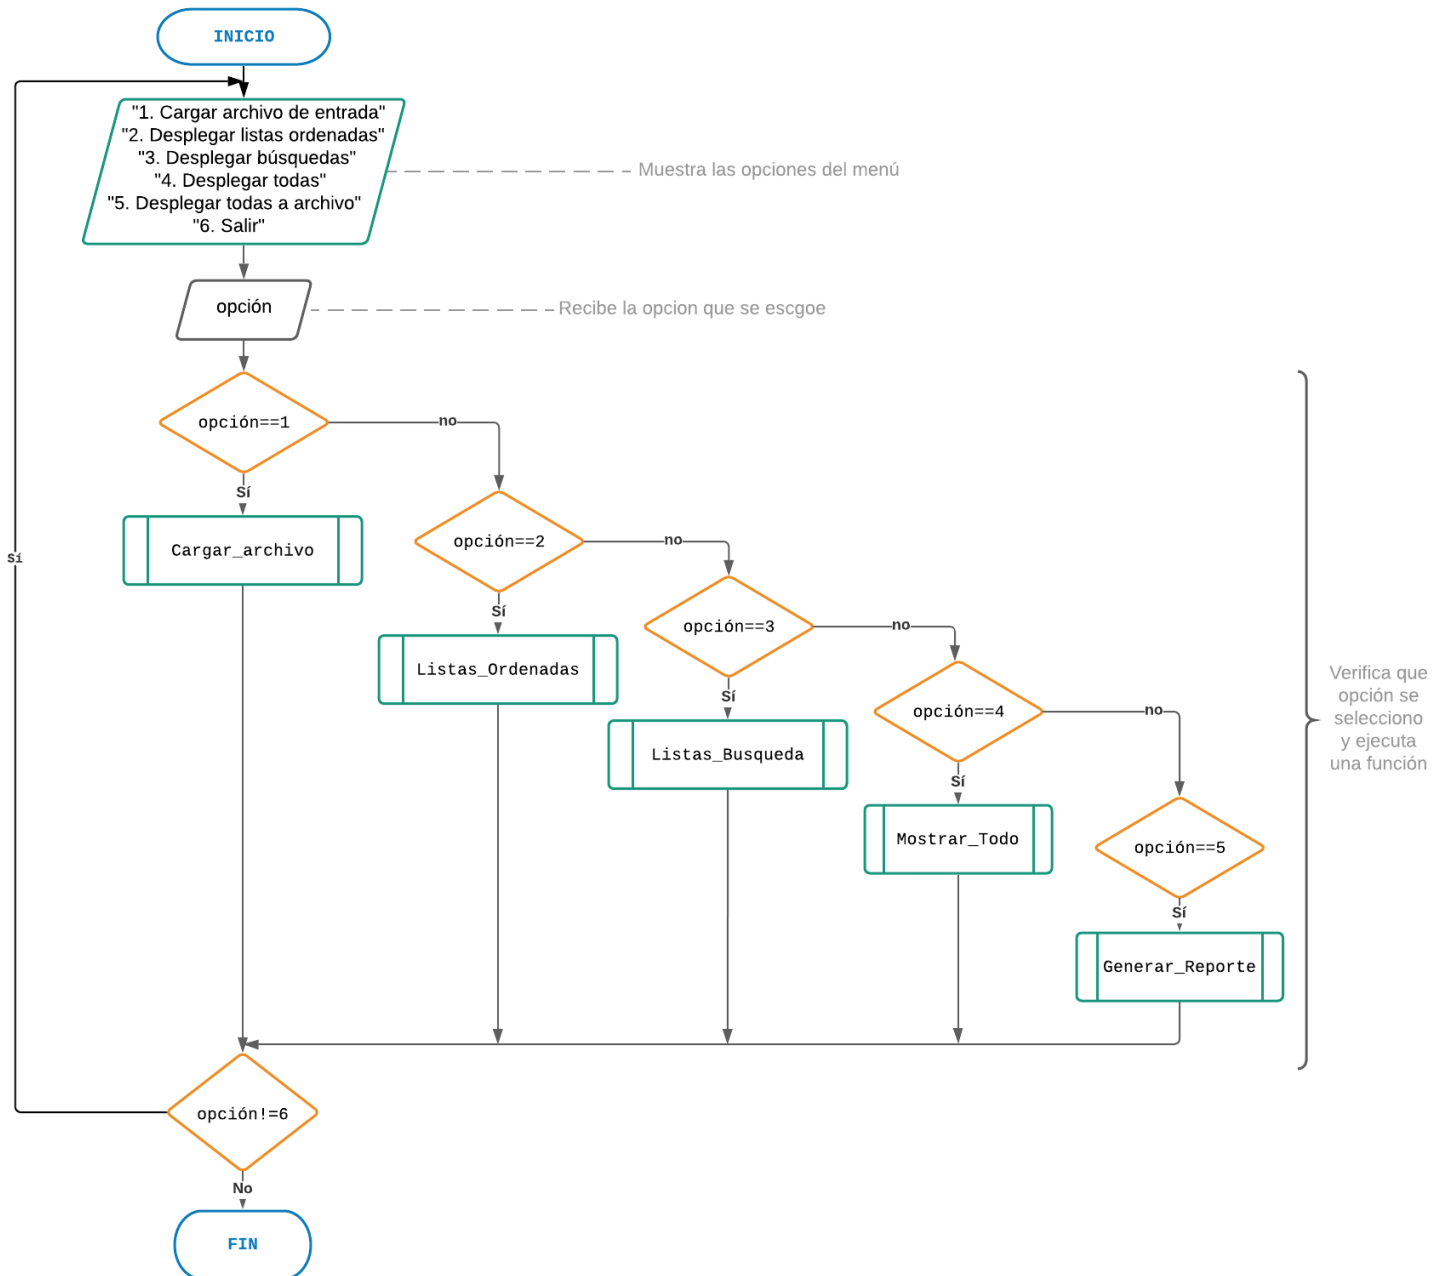 INICIO
"1. Cargar archivo de entrada"
"2. Desplegar listas ordenadas"
"3. Desplegar búsquedas"
"4. Desplegar todas"
"5. Desplegar todas a archivo"
"6. Salir"
Muestra las opciones del menú
opción
Recibe la opcion que se escgoe
opción==1
no
Sí
Cargar_archivo
opción==2
no
Sí
Listas_Ordenadas
opción==3
no
Sí
Listas_Busqueda
opción==4
no
Sí
Mostrar_Todo
opción==5
Sí
Generar_Reporte
Verifica que
opción se
selecciono
y ejecuta
una función
Sí
opción!=6
No
FIN